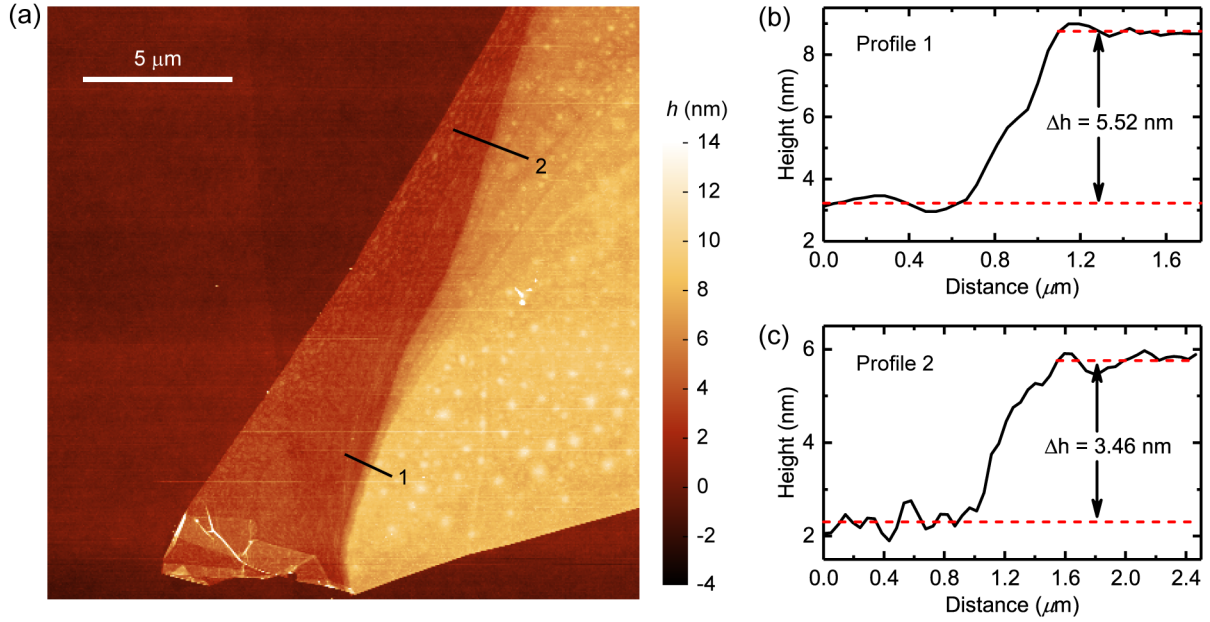 (a)
5 μm
2
1
h (nm)
14
12
10
8
6
4
2
0
-2
-4
(b)
Profile 1
Δh = 5.52 nm
Height (nm)
8
6
4
2
0.0 0.4 0.8 1.2 1.6
Distance (μm)
(c)
Profile 2
Δh = 3.46 nm
Height (nm)
6
4
2
0.0 0.4 0.8 1.2 1.6 2.0 2.4
Distance (μm)